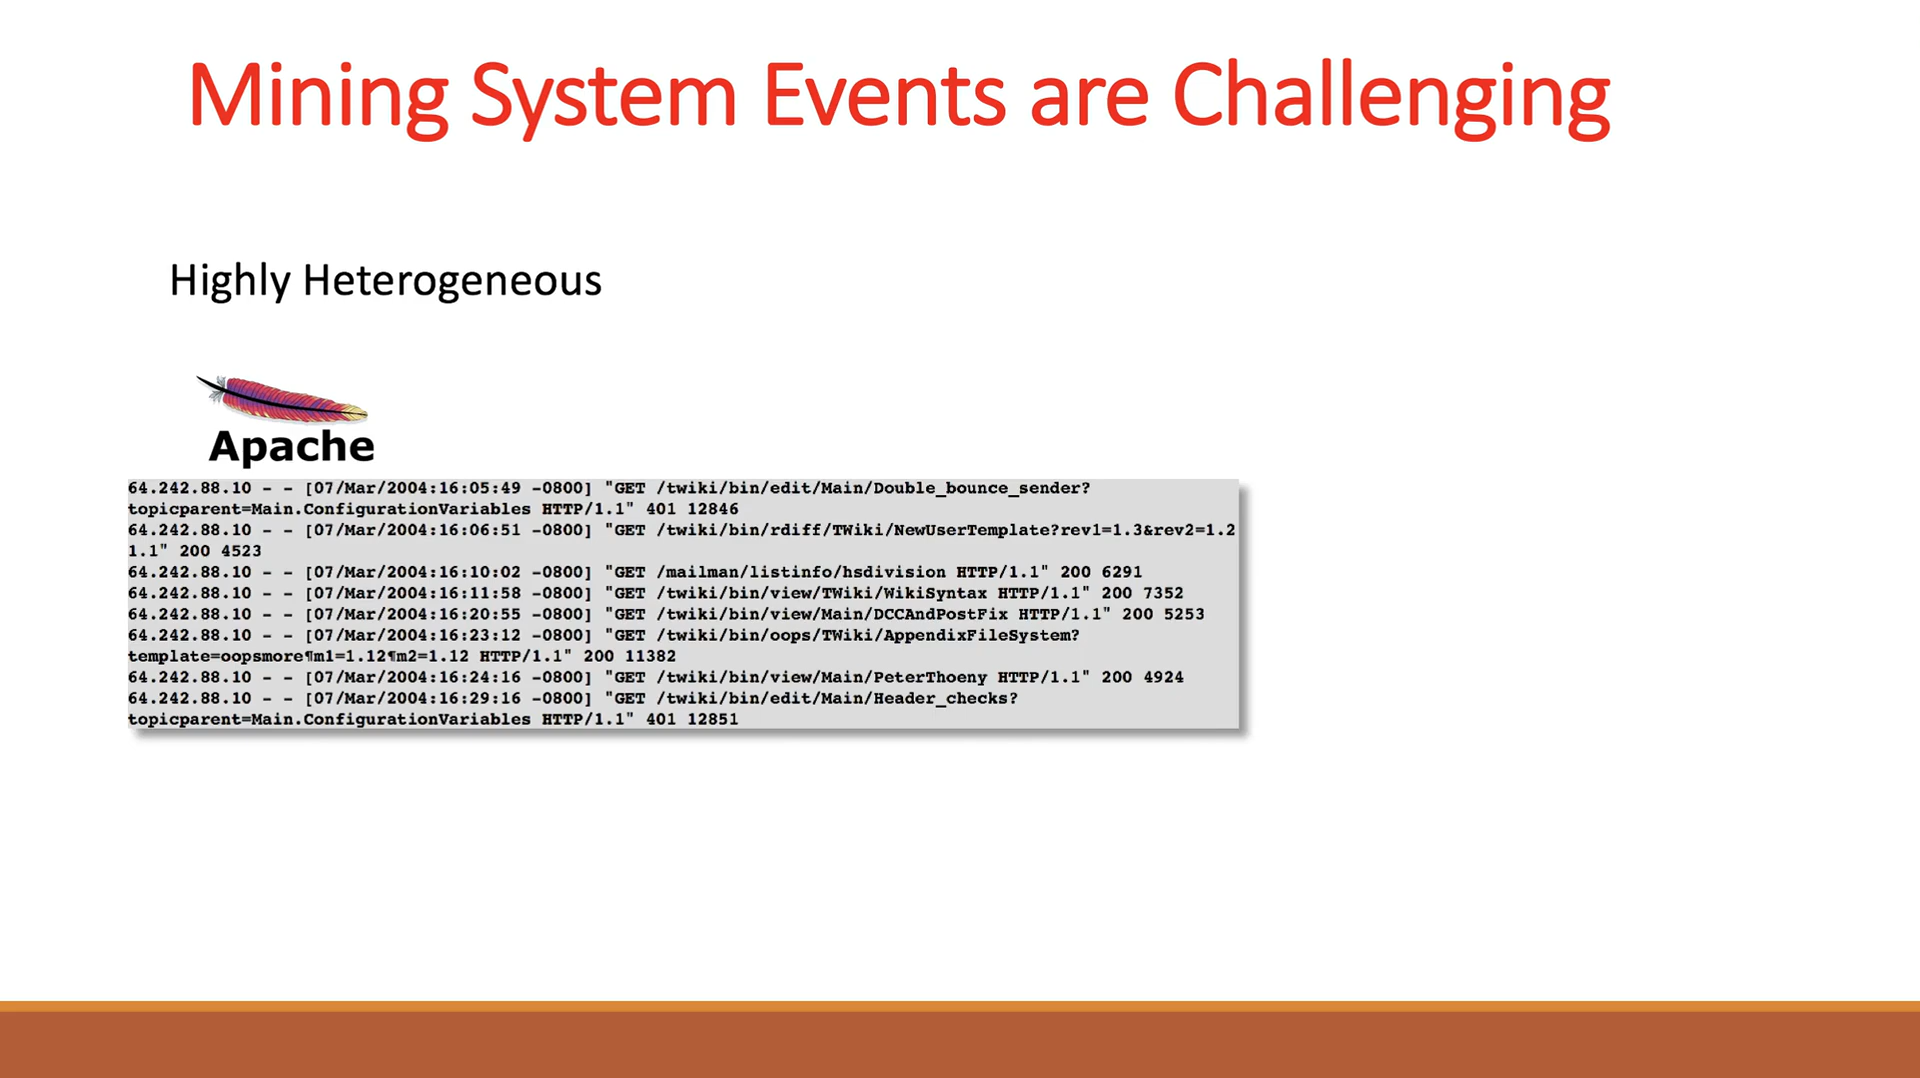 Mining System Events are Challenging
Highly Heterogeneous
Apache
64.242.88.10 - - [07/Mar/2004:16:05:49 -0800] "GET /twiki/bin/edit/Main/Double_bounce_sender?
topicparent=Main.ConfigurationVariables HTTP/1.1" 401 12846
64.242.88.10 - - [07/Mar/2004:16:06:51 -0800] "GET /twiki/bin/rdiff/TWiki/NewUserTemplate?rev1=1.3&rev2=1.2
1.1" 200 4523
64.242.88.10 - - [07/Mar/2004:16:10:02 -0800] "GET /mailman/listinfo/hsdivision HTTP/1.1" 200 6291
64.242.88.10 - - [07/Mar/2004:16:11:58 -0800] "GET /twiki/bin/view/TWiki/WikiSyntax HTTP/1.1" 200 7352
64.242.88.10 - - [07/Mar/2004:16:20:55 -0800] "GET /twiki/bin/view/Main/DCCAndPostFix HTTP/1.1" 200 5253
64.242.88.10 - - [07/Mar/2004:16:23:12 -0800] "GET /twiki/bin/oops/TWiki/AppendixFileSystem?
template=oopsmore¶m1=1.12¶m2=1.12 HTTP/1.1" 200 11382
64.242.88.10 - - [07/Mar/2004:16:24:16 -0800] "GET /twiki/bin/view/Main/PeterThoeny HTTP/1.1" 200 4924
64.242.88.10 - - [07/Mar/2004:16:29:16 -0800] "GET /twiki/bin/edit/Main/Header_checks?
topicparent=Main.ConfigurationVariables HTTP/1.1" 401 12851